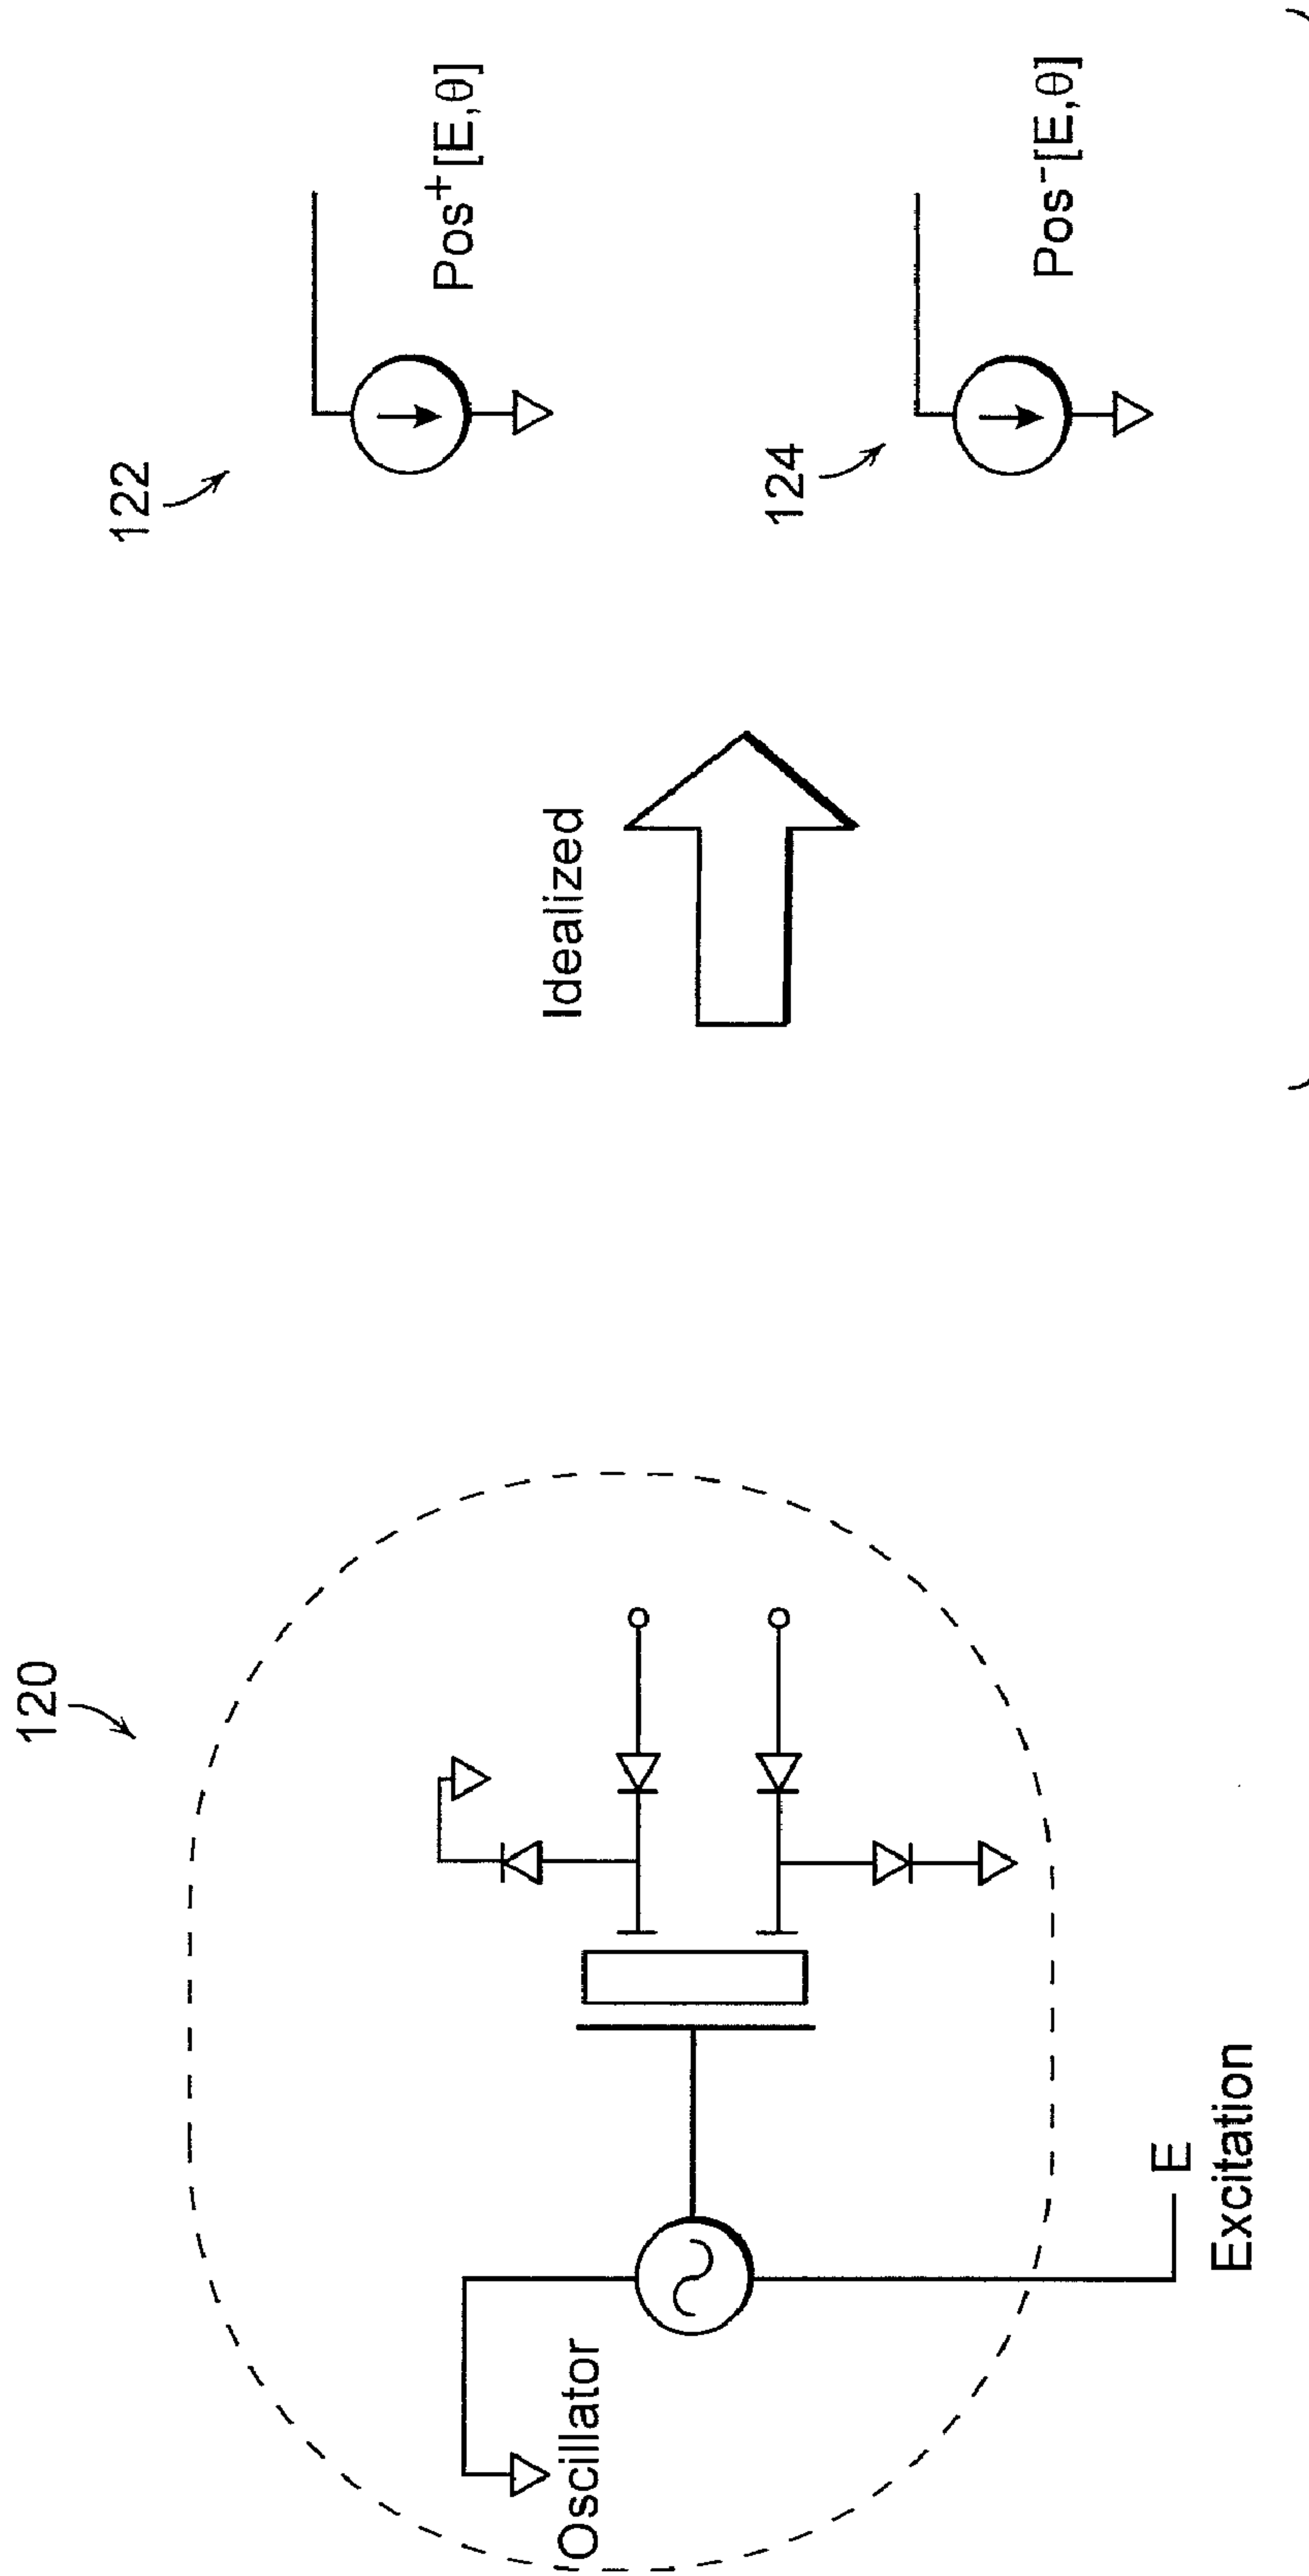 120
Oscillator
E
Excitation
Idealized
122
Pos+[E,θ]
124
Pos-[E,θ]